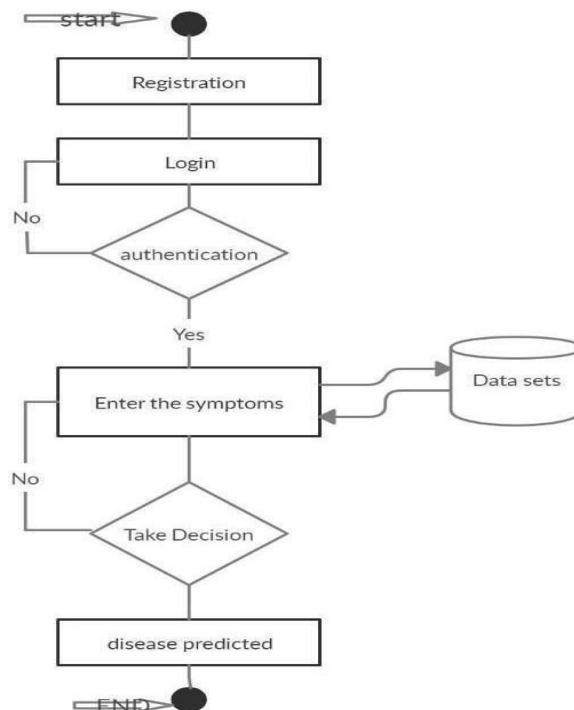 start
Registration
Login
No
authentication
Yes
Enter the symptoms
Data sets
No
Take Decision
disease predicted
END